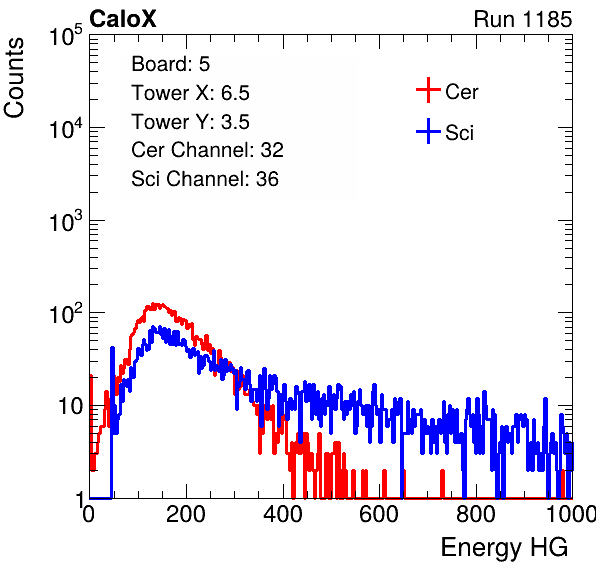 CaloX Run 1185
Counts
10^5
10^4
10^3
10^2
10
1
Board: 5
Tower X: 6.5
Tower Y: 3.5
Cer Channel: 32
Sci Channel: 36
Cer
Sci
0 200 400 600 800 1000
Energy HG